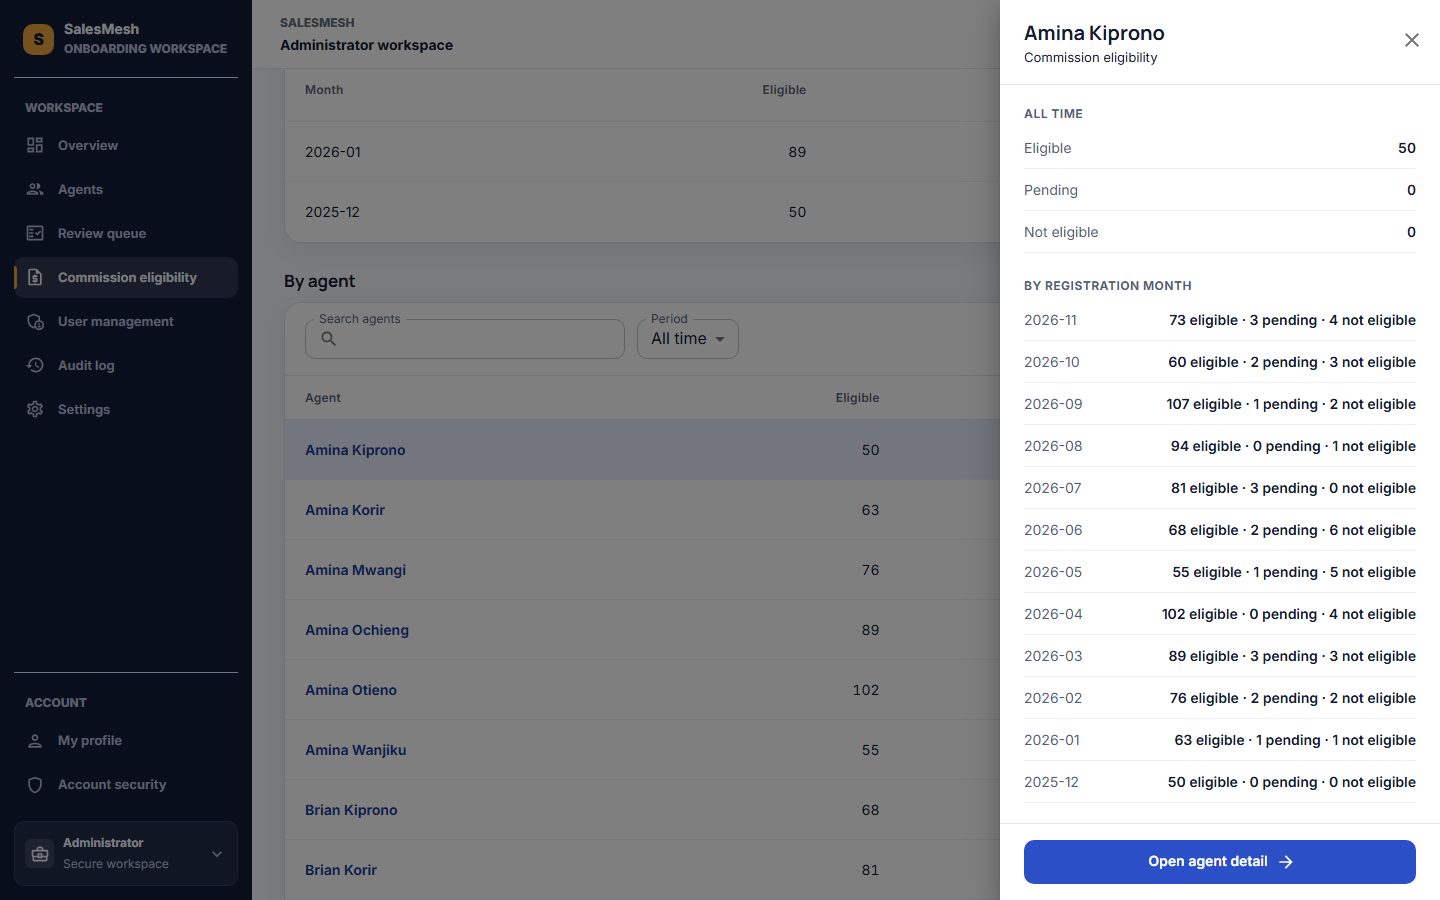 S
SalesMesh
ONBOARDING WORKSPACE
WORKSPACE
Overview
Agents
Review queue
Commission eligibility
User management
Audit log
Settings
ACCOUNT
My profile
Account security
Administrator
Secure workspace
SALESMESH
Administrator workspace
Month Eligible
2026-01 89
2025-12 50
By agent
Search agents
Period
All time
Agent Eligible
Amina Kiprono 50
Amina Korir 63
Amina Mwangi 76
Amina Ochieng 89
Amina Otieno 102
Amina Wanjiku 55
Brian Kiprono 68
Brian Korir 81
Amina Kiprono
Commission eligibility
ALL TIME
Eligible 50
Pending 0
Not eligible 0
BY REGISTRATION MONTH
2026-11 73 eligible · 3 pending · 4 not eligible
2026-10 60 eligible · 2 pending · 3 not eligible
2026-09 107 eligible · 1 pending · 2 not eligible
2026-08 94 eligible · 0 pending · 1 not eligible
2026-07 81 eligible · 3 pending · 0 not eligible
2026-06 68 eligible · 2 pending · 6 not eligible
2026-05 55 eligible · 1 pending · 5 not eligible
2026-04 102 eligible · 0 pending · 4 not eligible
2026-03 89 eligible · 3 pending · 3 not eligible
2026-02 76 eligible · 2 pending · 2 not eligible
2026-01 63 eligible · 1 pending · 1 not eligible
2025-12 50 eligible · 0 pending · 0 not eligible
Open agent detail